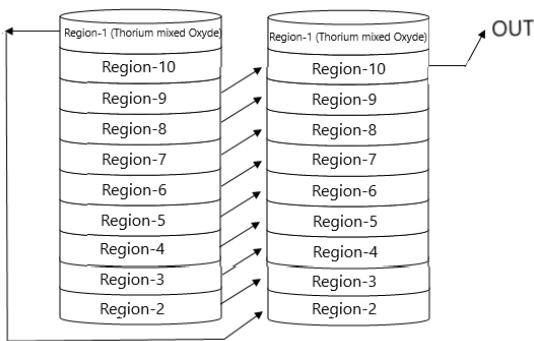 Region-1 (Thorium mixed Oxyde)
Region-10
Region-9
Region-8
Region-7
Region-6
Region-5
Region-4
Region-3
Region-2
Region-1 (Thorium mixed Oxyde)
Region-10
Region-9
Region-8
Region-7
Region-6
Region-5
Region-4
Region-3
Region-2
OUT